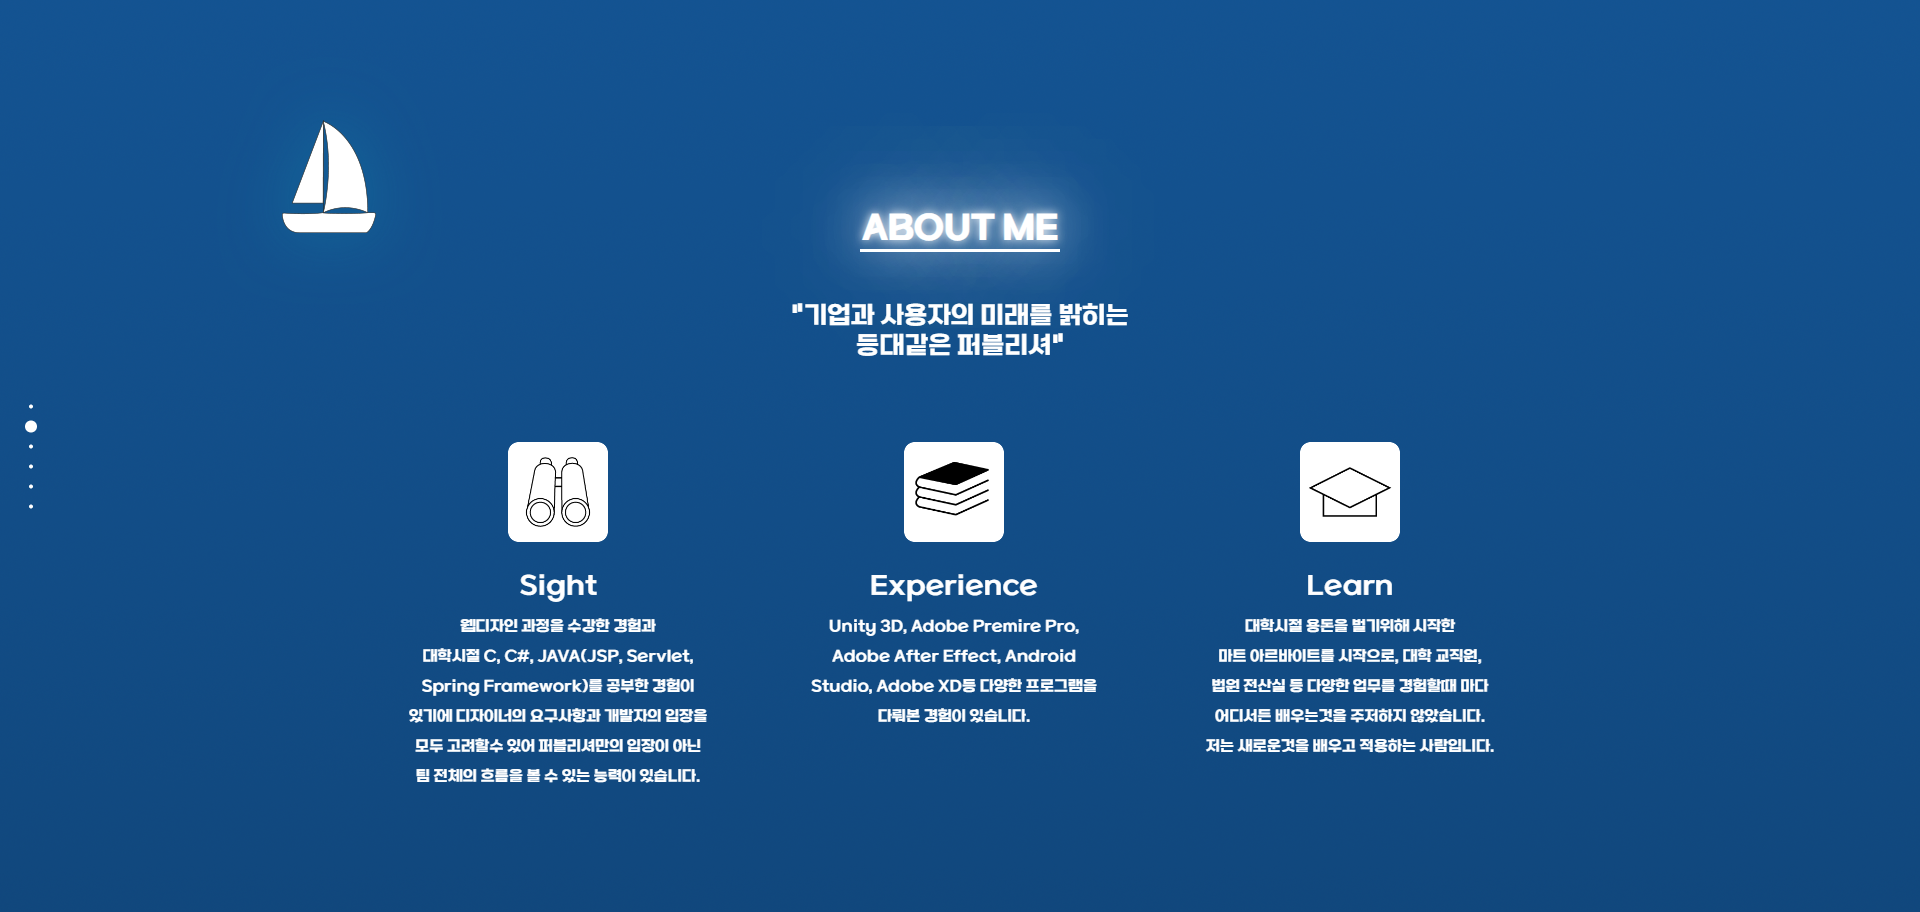 ABOUT ME
"기업과 사용자의 미래를 밝히는
등대같은 퍼블리셔"
Sight
웹디자인 과정을 수강한 경험과
대학시절 C, C#, JAVA(JSP, Servlet,
Spring Framework)를 공부한 경험이
있기에 디자이너의 요구사항과 개발자의 입장을
모두 고려할수 있어 퍼블리셔만의 입장이 아닌
팀 전체의 흐름을 볼 수 있는 능력이 있습니다.
Experience
Unity 3D, Adobe Premire Pro,
Adobe After Effect, Android
Studio, Adobe XD등 다양한 프로그램을
다뤄본 경험이 있습니다.
Learn
대학시절 용돈을 벌기위해 시작한
마트 아르바이트를 시작으로, 대학 교직원,
법원 전산실 등 다양한 업무를 경험할때 마다
어디서든 배우는것을 주저하지 않았습니다.
저는 새로운것을 배우고 적용하는 사람입니다.